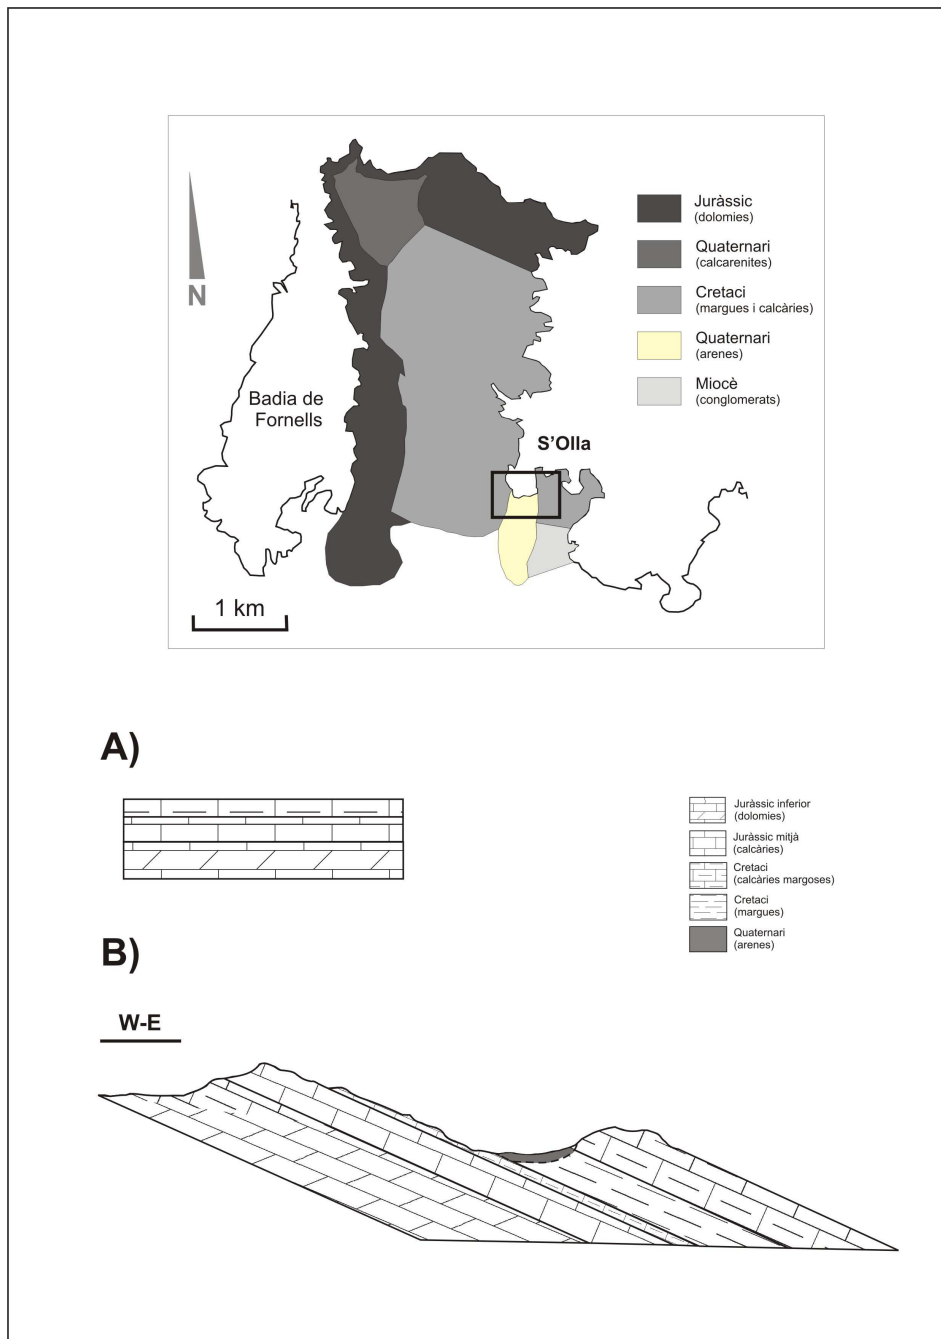 Juràssic
(dolomies)
Quaternari
(calcarenites)
Cretaci
(margues i calcàries)
Quaternari
(arenes)
Miocè
(conglomerats)
N
Badia de
Fornells
S'Olla
1 km
A)
Juràssic inferior
(dolomies)
Juràssic mitjà
(calcàries)
Cretaci
(calcàries margoses)
Cretaci
(margues)
Quaternari
(arenes)
B)
W-E